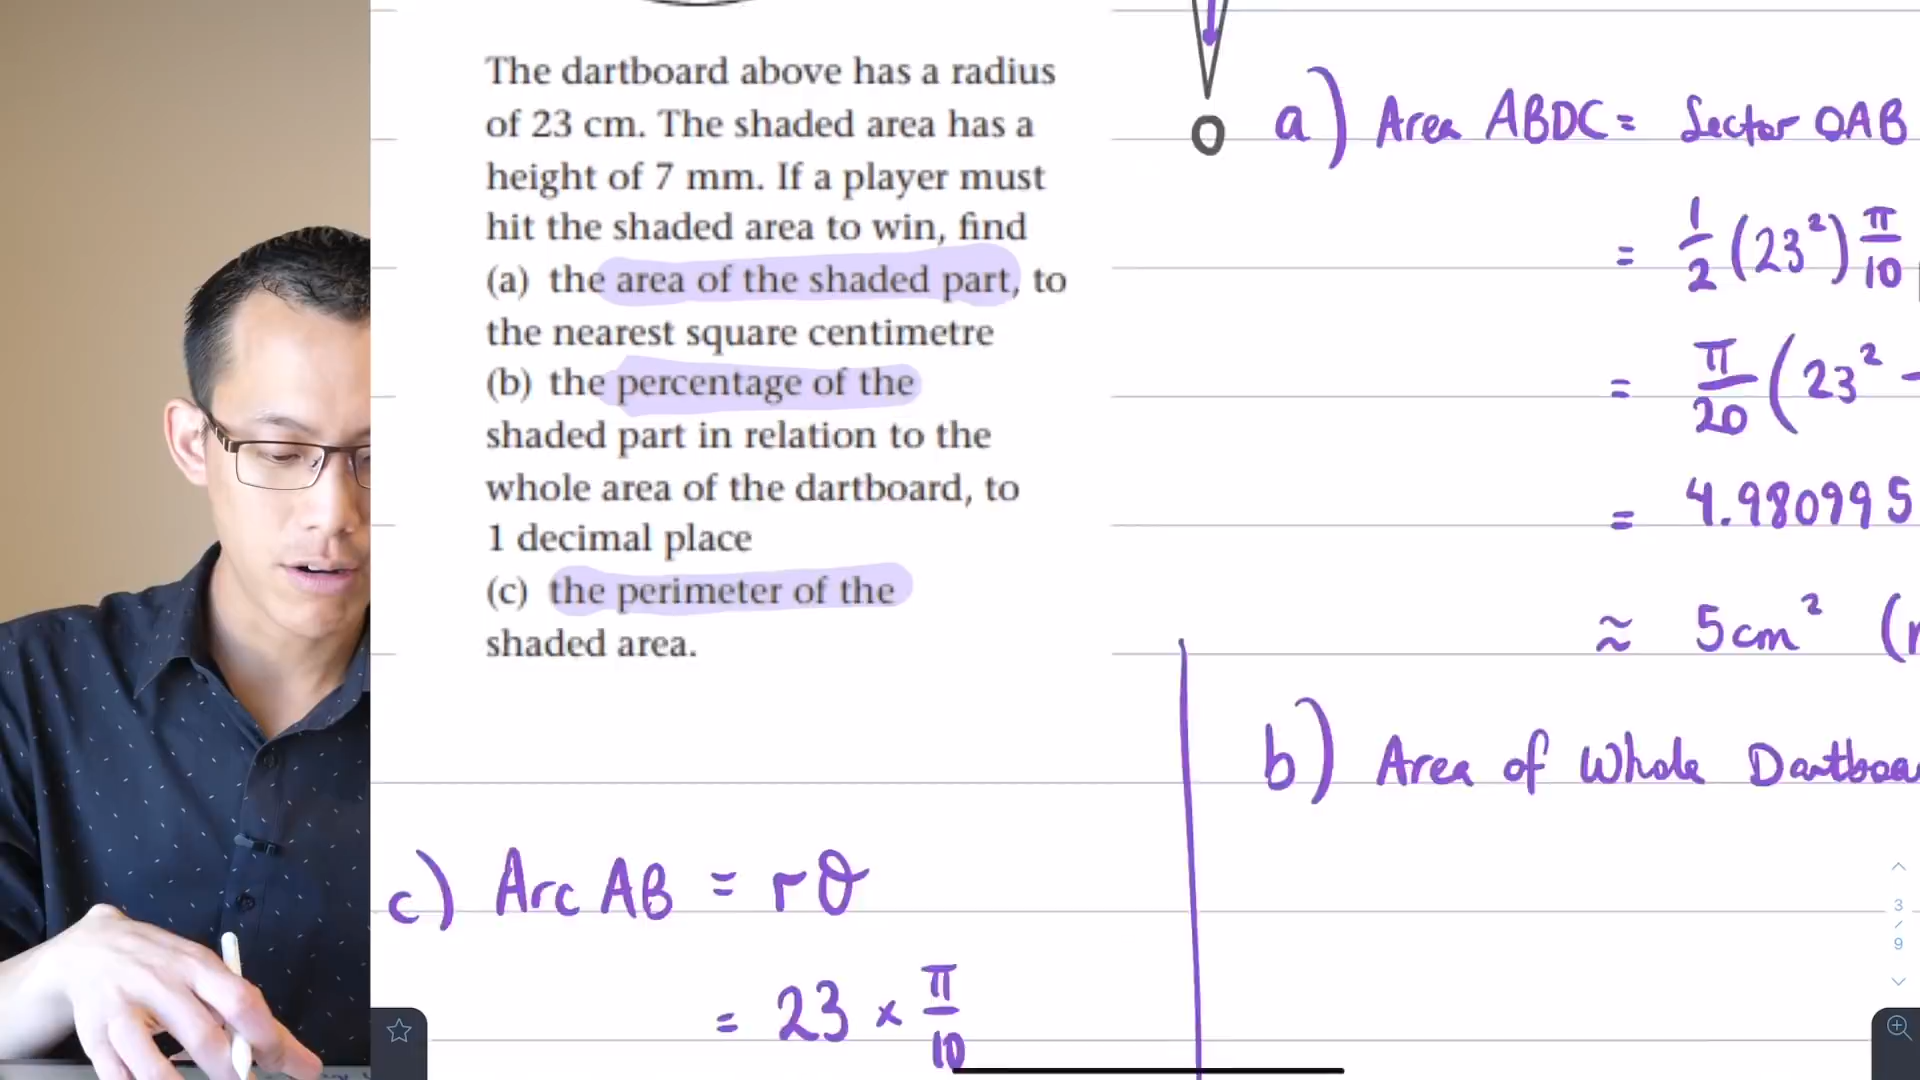 The dartboard above has a radius
of 23 cm. The shaded area has a
height of 7 mm. If a player must
hit the shaded area to win, find
(a) the area of the shaded part, to
the nearest square centimetre
(b) the percentage of the
shaded part in relation to the
whole area of the dartboard, to
1 decimal place
(c) the perimeter of the
shaded area.
c) Arc AB = rθ
= 23 × π/10
O
a) Area ABDC = Sector OAB
= 1/2 (23²) π/10
= π/20 (23² -
= 4.980995
≈ 5cm² (
b) Area of Whole
3
/
9